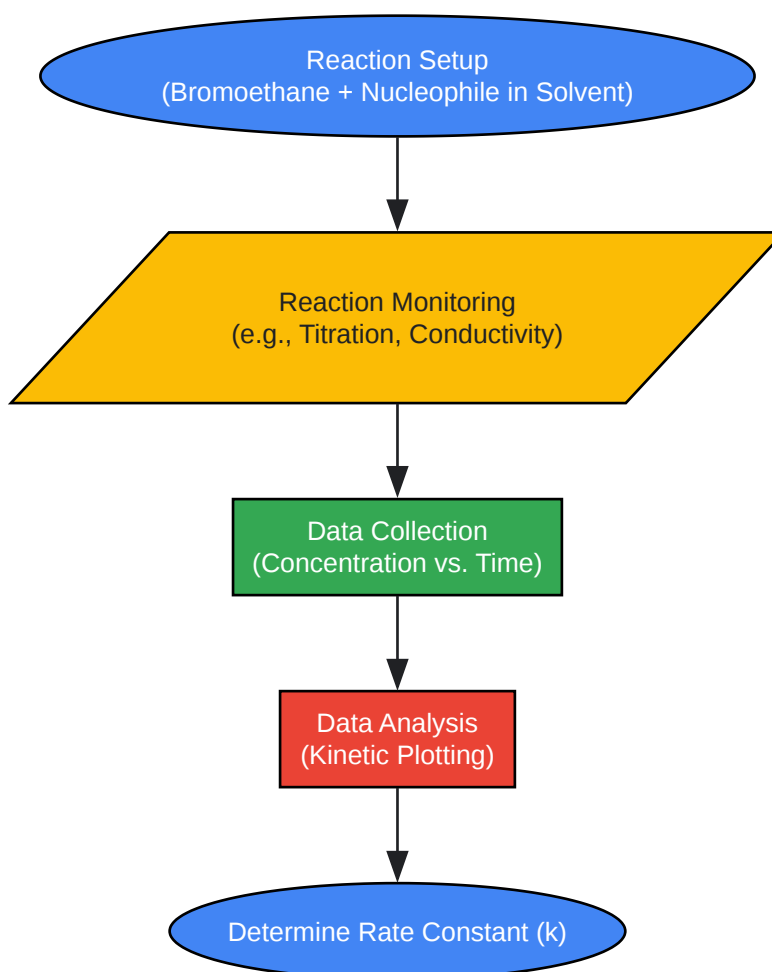 Reaction Setup
(Bromoethane + Nucleophile in Solvent)
Reaction Monitoring
(e.g., Titration, Conductivity)
Data Collection
(Concentration vs. Time)
Data Analysis
(Kinetic Plotting)
Determine Rate Constant (k)